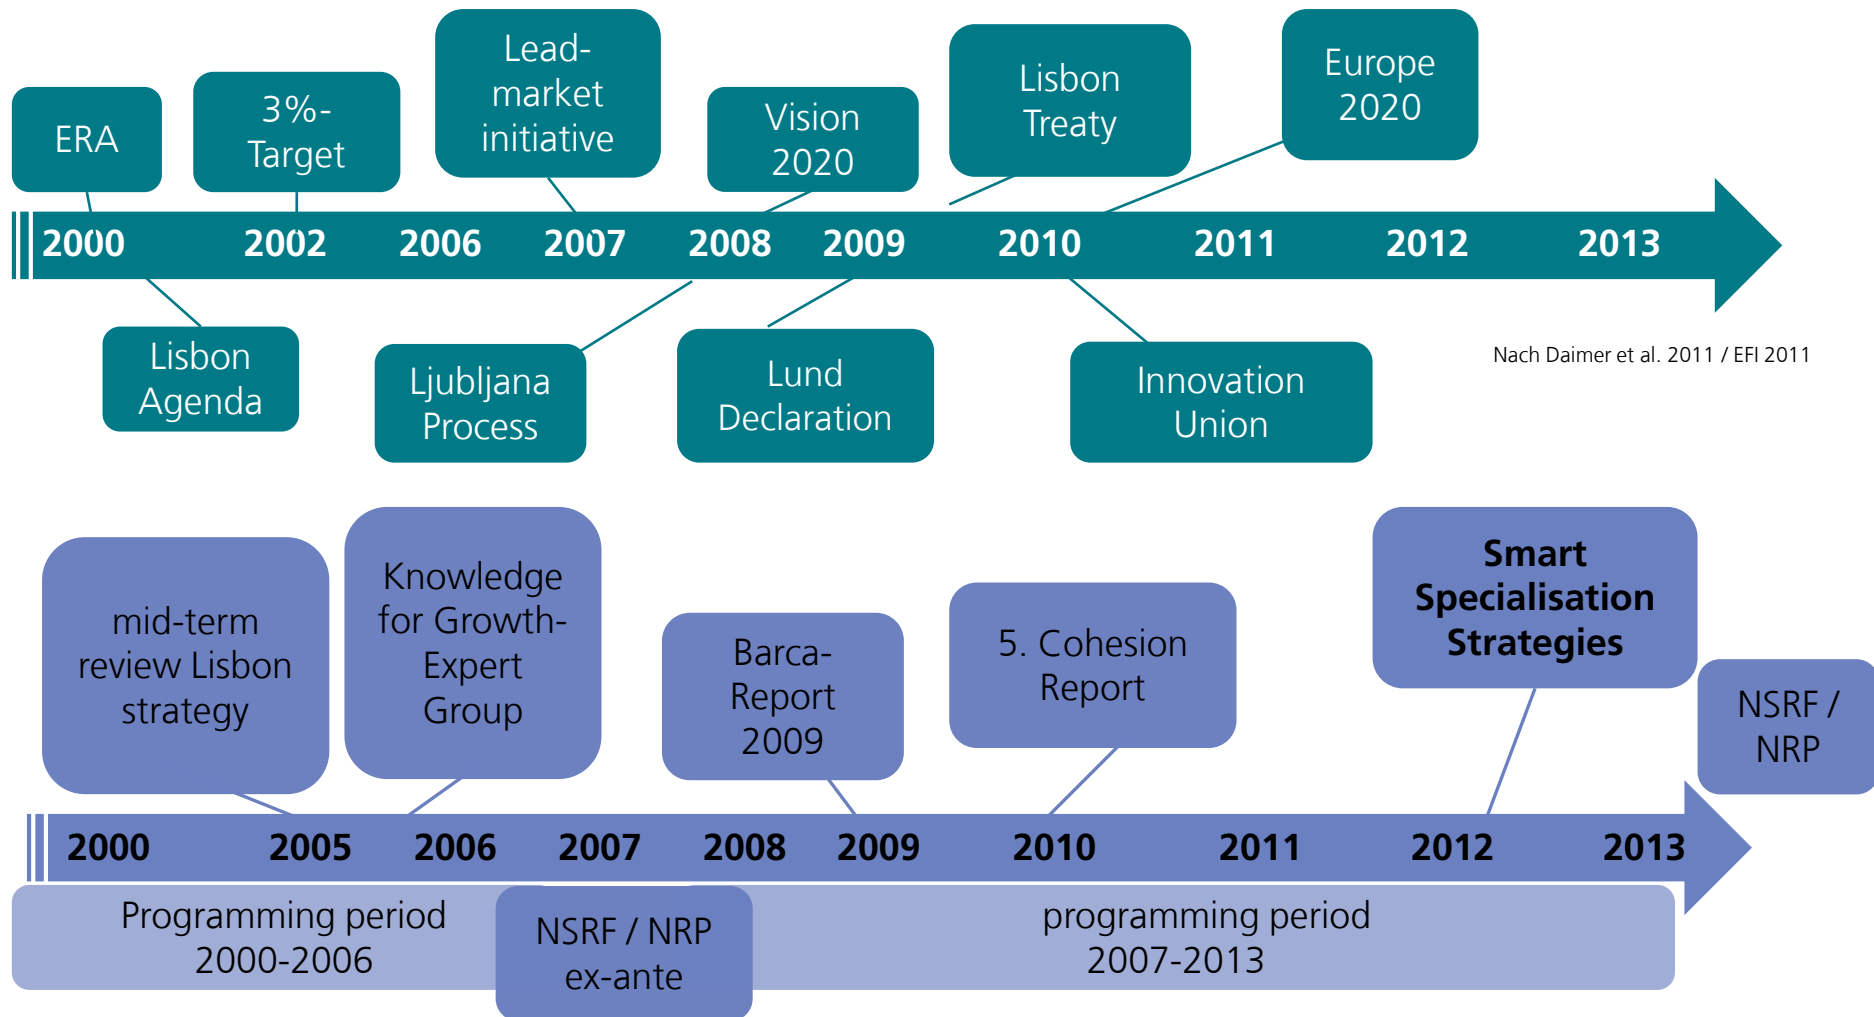 ERA
3%-
Target
Lead-
market
initiative
Vision
2020
Lisbon
Treaty
Europe
2020
2000 2002 2006 2007 2008 2009 2010 2011 2012 2013
Lisbon
Agenda
Ljubljana
Process
Lund
Declaration
Innovation
Union
Nach Daimer et al. 2011 / EFI 2011
mid-term
review Lisbon
strategy
Knowledge
for Growth-
Expert
Group
Barca-
Report
2009
5. Cohesion
Report
Smart
Specialisation
Strategies
NSRF /
NRP
2000 2005 2006 2007 2008 2009 2010 2011 2012 2013
Programming period
2000-2006
NSRF / NRP
ex-ante
programming period
2007-2013